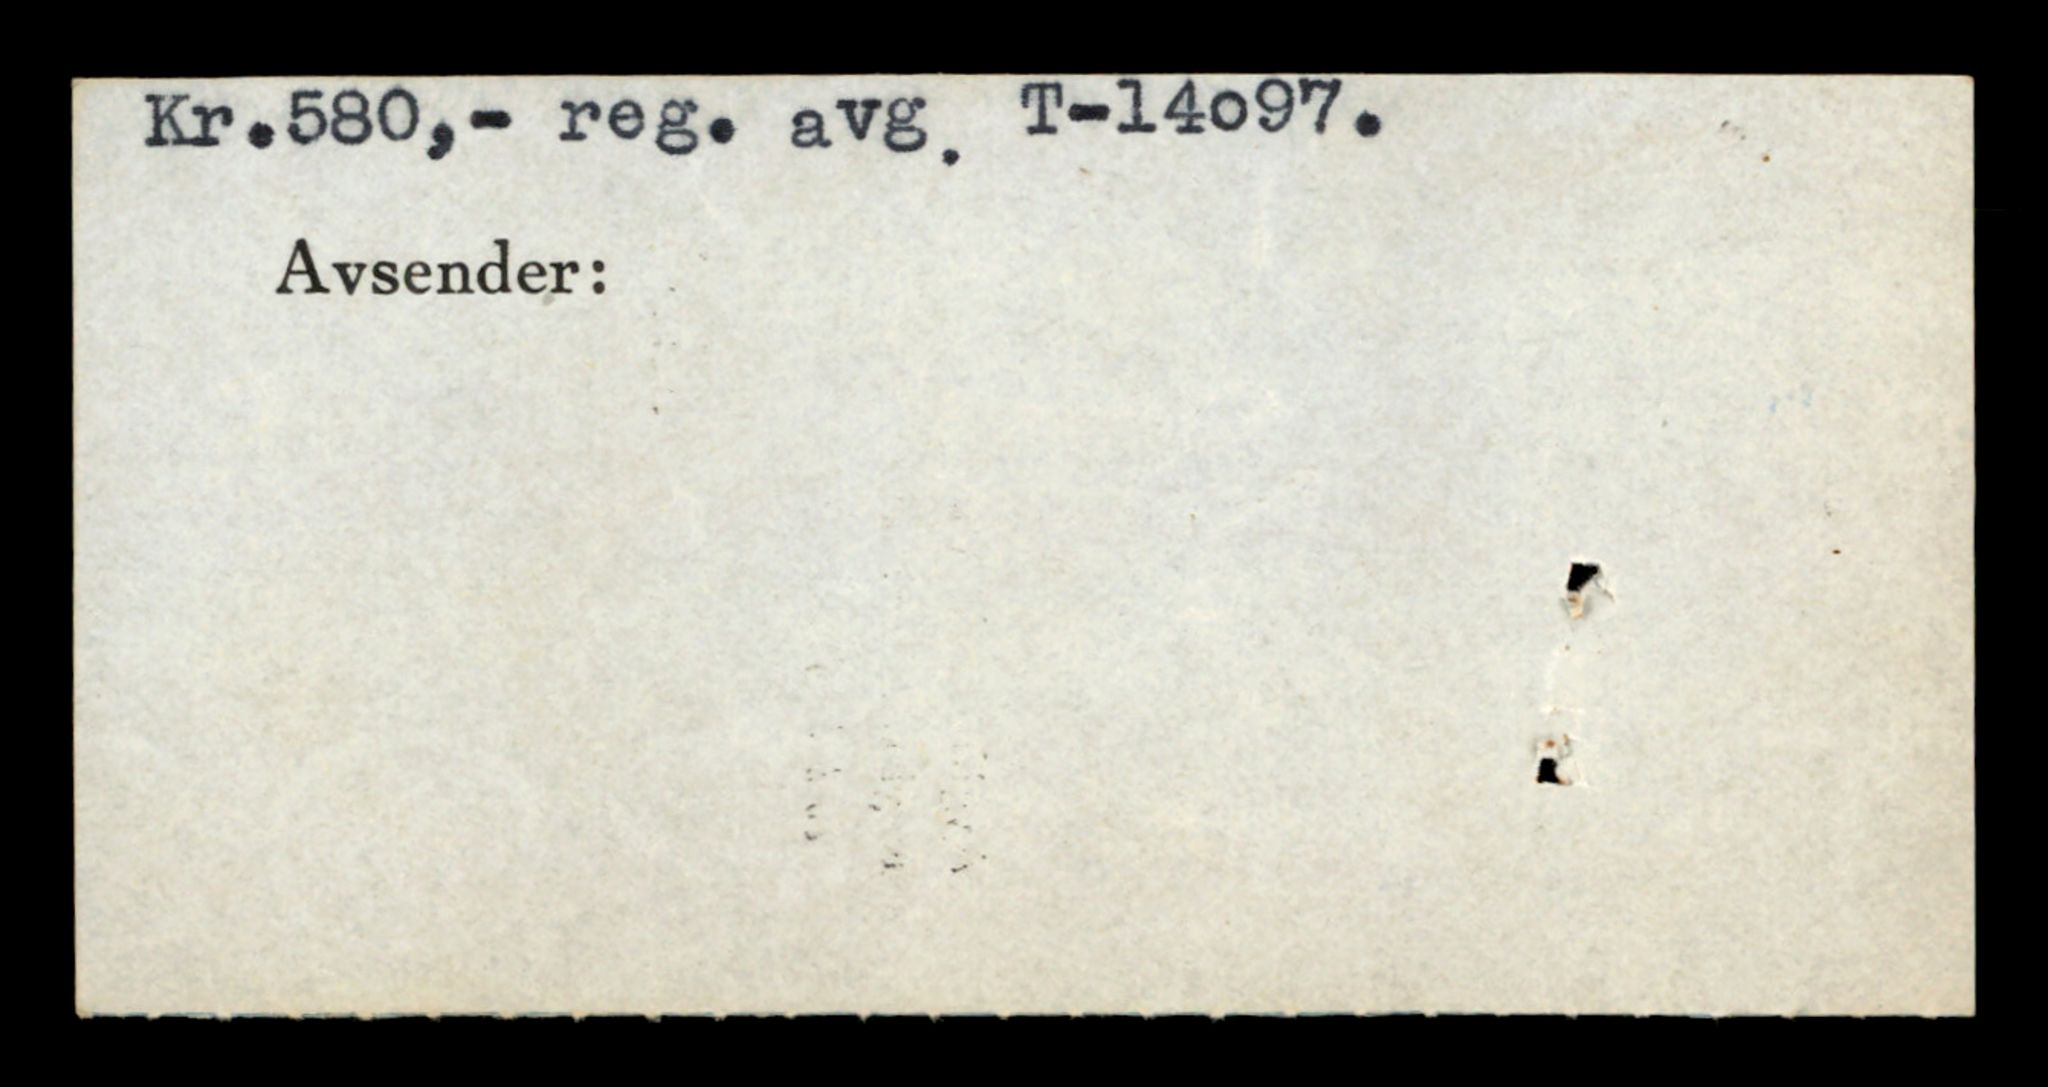 Kr.580,- reg. avg. T-14o97.
Avsender: